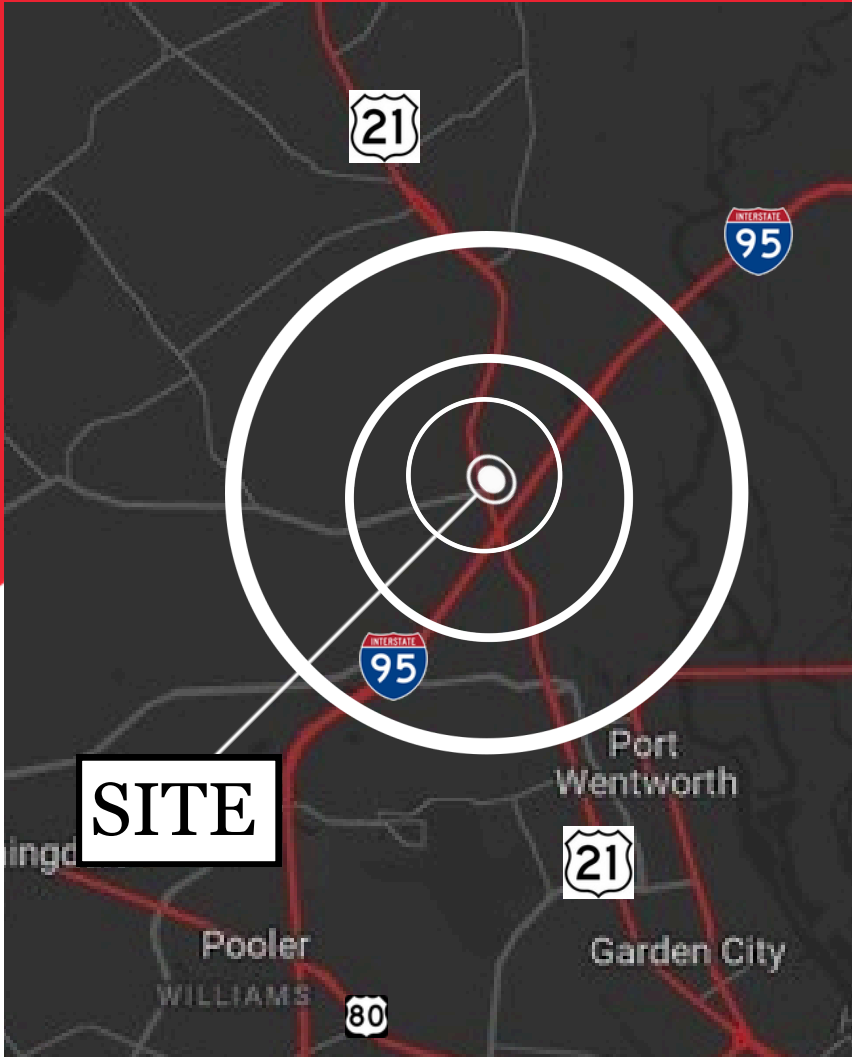 21
INTERSTATE
95
INTERSTATE
95
Port
Wentworth
SITE
21
Pooler
Garden City
WILLIAMS
80